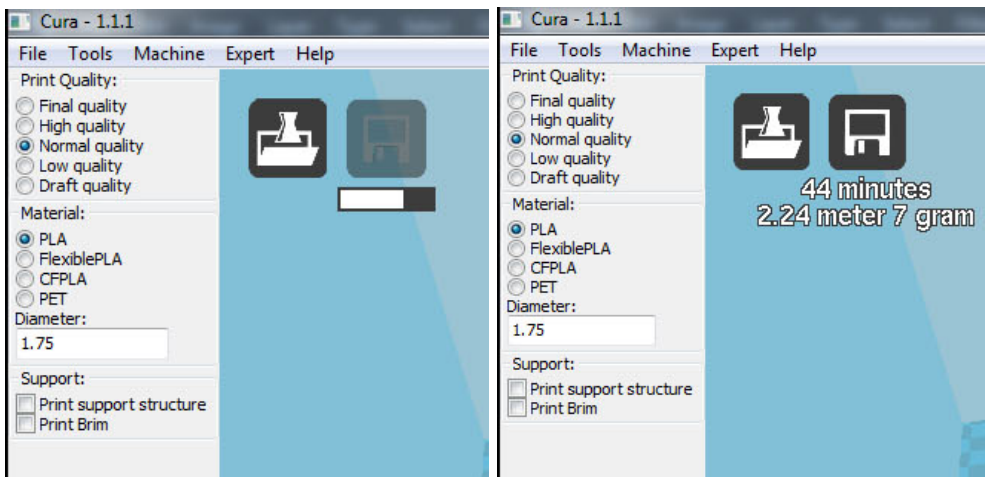 Cura - 1.1.1
File Tools Machine Expert Help
Print Quality:
Final quality
High quality
Normal quality
Low quality
Draft quality
Material:
PLA
FlexiblePLA
CFPLA
PET
Diameter:
1.75
Support:
Print support structure
Print Brim
Cura - 1.1.1
File Tools Machine Expert Help
Print Quality:
Final quality
High quality
Normal quality
Low quality
Draft quality
44 minutes
2.24 meter 7 gram
Material:
PLA
FlexiblePLA
CFPLA
PET
Diameter:
1.75
Support:
Print support structure
Print Brim